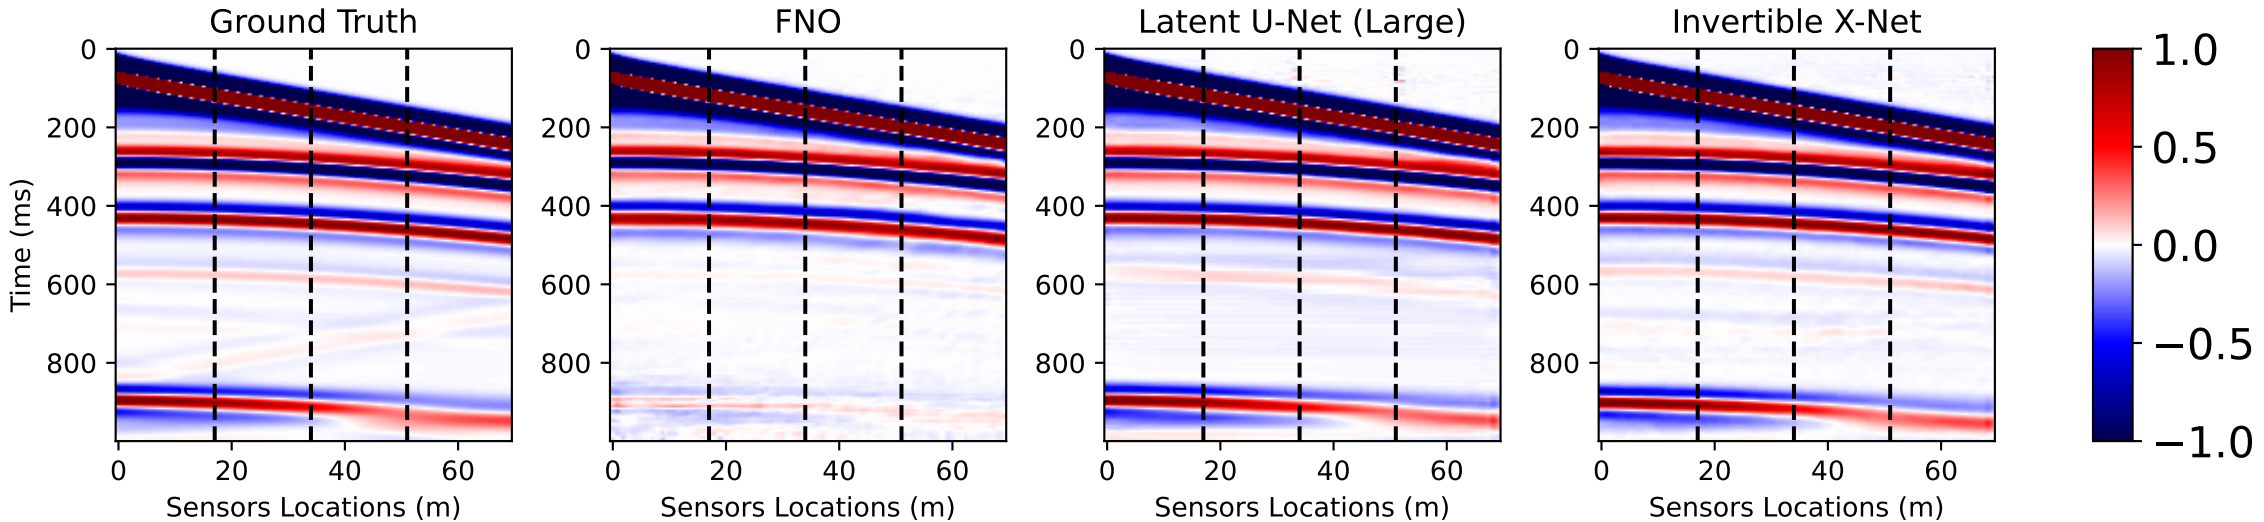 Ground Truth
FNO
Latent U-Net (Large)
Invertible X-Net
Time (ms)
0
200
400
600
800
0 20 40 60
Sensors Locations (m)
0
200
400
600
800
0 20 40 60
Sensors Locations (m)
0
200
400
600
800
0 20 40 60
Sensors Locations (m)
0
200
400
600
800
0 20 40 60
Sensors Locations (m)
1.0
0.5
0.0
−0.5
−1.0